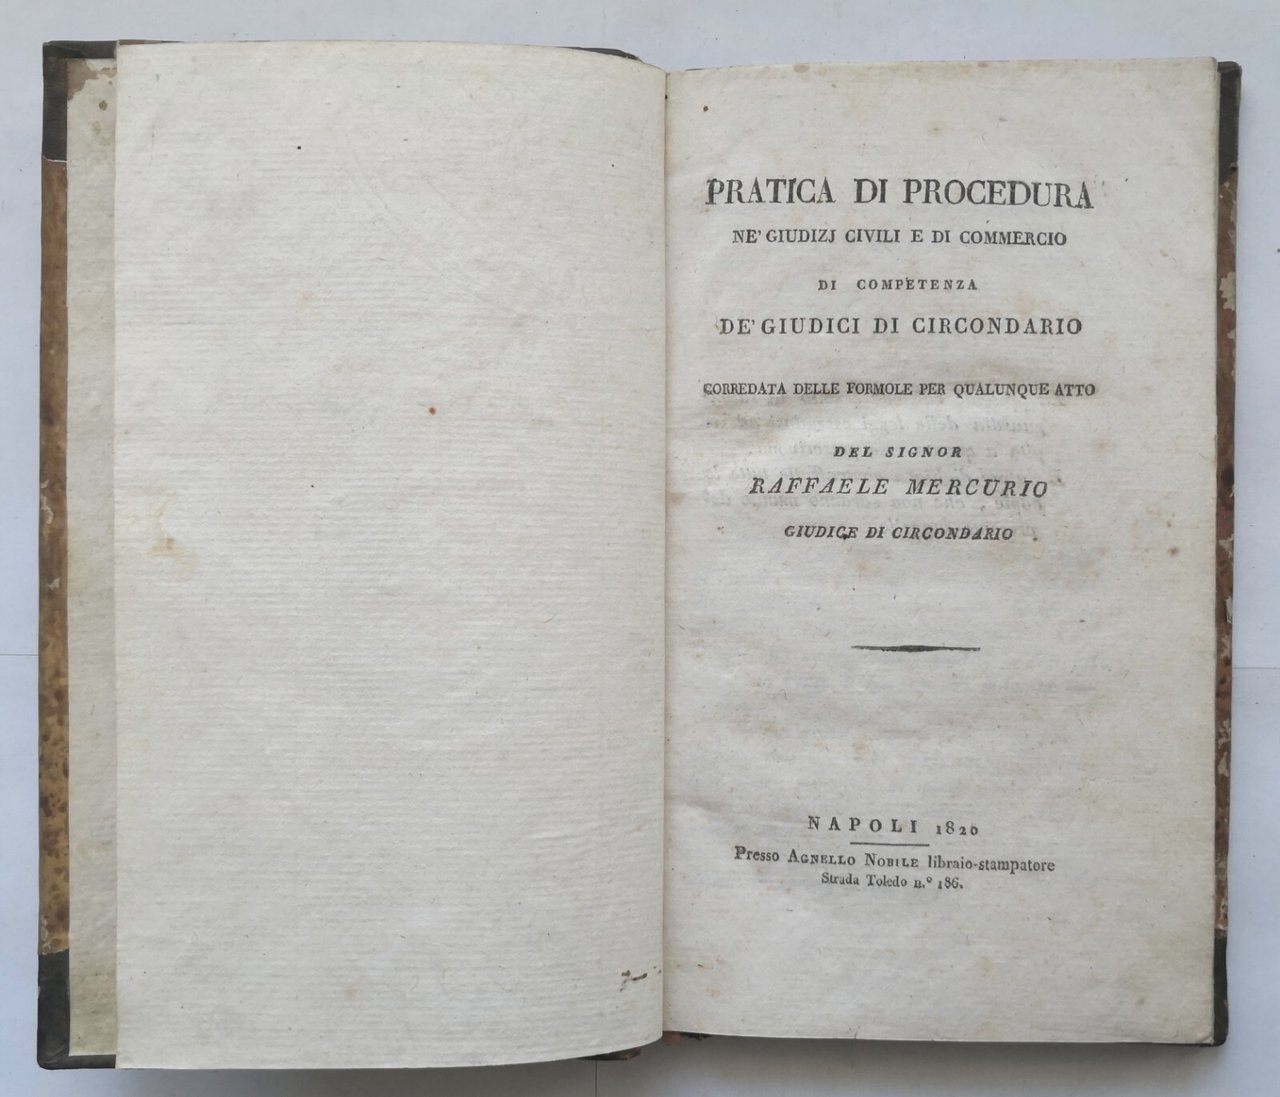 PRATICA DI PROCEDURA
NE' GIUDIZJ CIVILI E DI COMMERCIO
DI COMPETENZA
DE' GIUDICI DI CIRCONDARIO
CORREDATA DELLE FORMOLE PER QUALUNQUE ATTO
DEL SIGNOR
RAFFAELE MERCURIO
GIUDICE DI CIRCONDARIO
NAPOLI 1820
Presso AGNELLO NOBILE libraio-stampatore
Strada Toledo n.º 186.